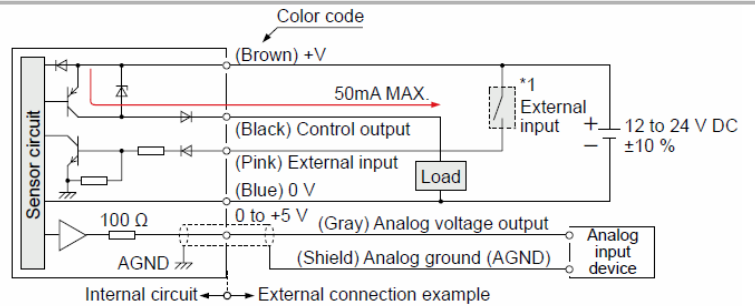 Color code
(Brown) +V
50mA MAX.
*1
External
input
(Black) Control output
+
−
12 to 24 V DC
±10 %
Sensor circuit
(Pink) External input
Load
(Blue) 0 V
100 Ω
0 to +5 V
(Gray) Analog voltage output
Analog
input
device
AGND
(Shield) Analog ground (AGND)
Internal circuit
External connection example